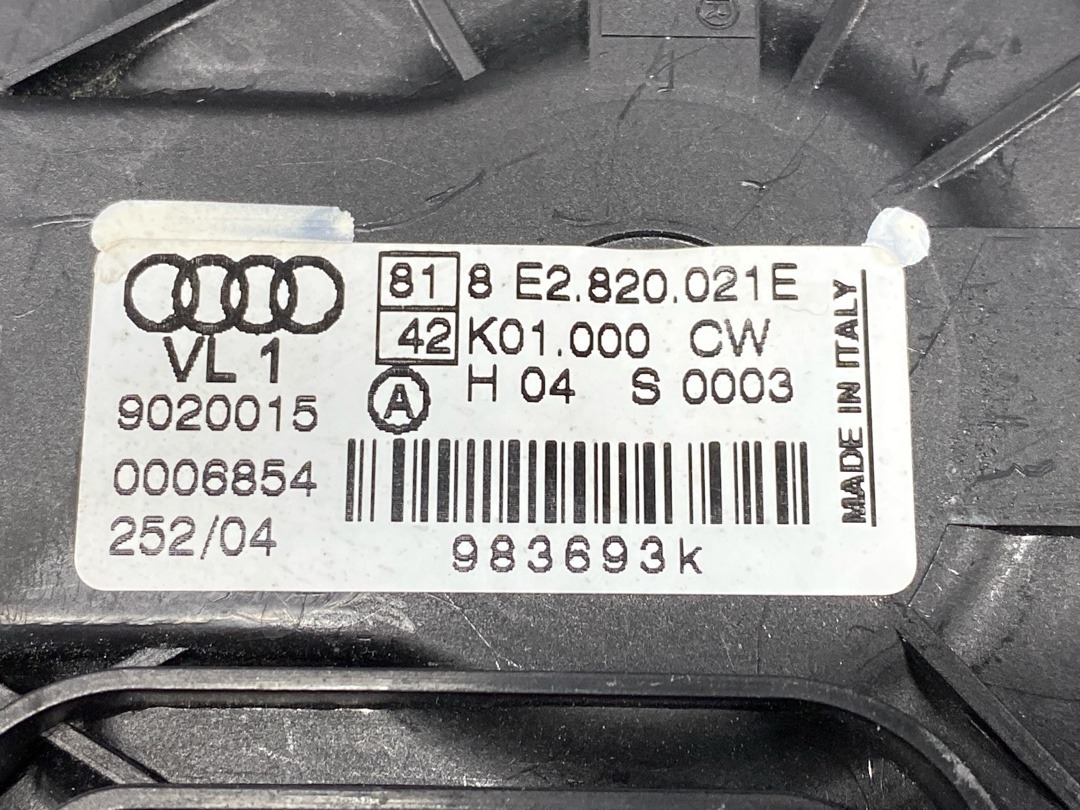 81 8 E2.820.021E
42 K01.000 CW
VL 1
A H 04 S 0003
9020015
0006854
252/04
983693k
MADE IN ITALY